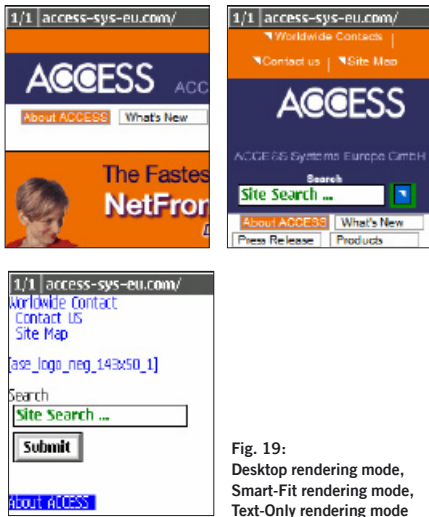 1/1 access-sys-eu.com/
ACCESS ACC
About ACCESS What's New
The Fastes
NetFron
1/1 access-sys-eu.com/
Worldwide Contacts |
Contact us | Site Map
ACCESS
ACCESS Systems Europe GmbH
Search
Site Search ...
About ACCESS What's New
Press Release Products
1/1 access-sys-eu.com/
Worldwide Contact
Contact US
Site Map
[ase_logo_neg_143x50_1]
Search
Site Search ...
Submit
About ACCESS
Fig. 19:
Desktop rendering mode,
Smart-Fit rendering mode,
Text-Only rendering mode